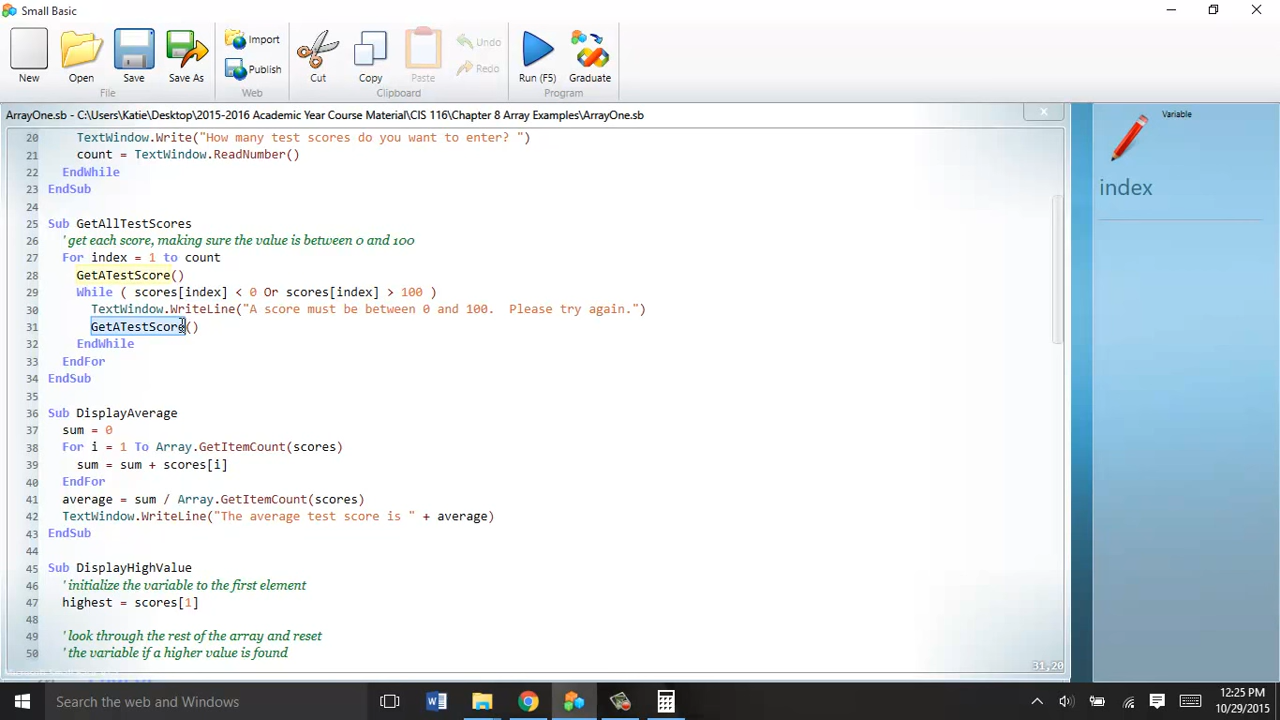 Small Basic
New
Open
Save
Save As
File
Import
Publish
Web
Cut
Copy
Paste
Undo
Redo
Clipboard
Run (F5)
Graduate
Program
ArrayOne.sb - C:\Users\Katie\Desktop\2015-2016 Academic Year Course Material\CIS 116\Chapter 8 Array Examples\ArrayOne.sb
x
Variable
index
20 TextWindow.Write("How many test scores do you want to enter? ")
21 count = TextWindow.ReadNumber()
22 EndWhile
23 EndSub
24
25 Sub GetAllTestScores
26 'get each score, making sure the value is between 0 and 100
27 For index = 1 to count
28 GetATestScore()
29 While ( scores[index] < 0 Or scores[index] > 100 )
30 TextWindow.WriteLine("A score must be between 0 and 100.  Please try again.")
31 GetATestScore()
32 EndWhile
33 EndFor
34 EndSub
35
36 Sub DisplayAverage
37 sum = 0
38 For i = 1 To Array.GetItemCount(scores)
39 sum = sum + scores[i]
40 EndFor
41 average = sum / Array.GetItemCount(scores)
42 TextWindow.WriteLine("The average test score is " + average)
43 EndSub
44
45 Sub DisplayHighValue
46 'initialize the variable to the first element
47 highest = scores[1]
48
49 'look through the rest of the array and reset
50 'the variable if a higher value is found
31,20
Search the web and Windows
12:25 PM
10/29/2015